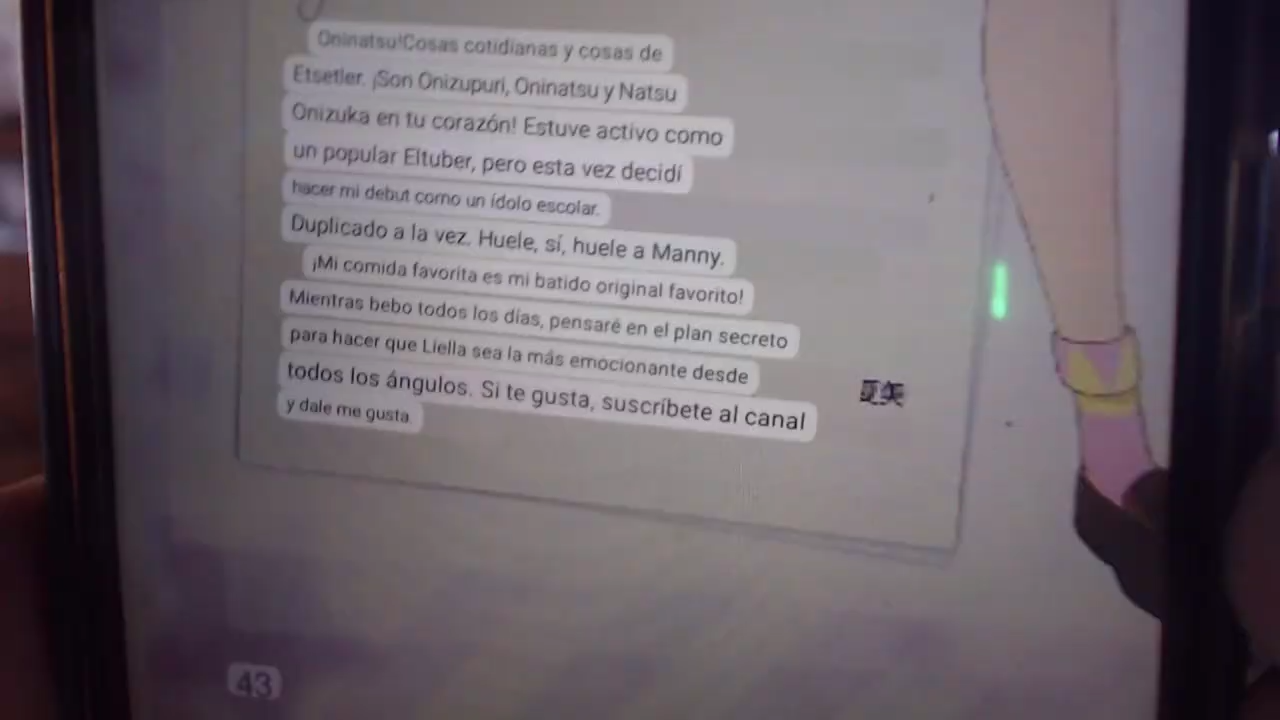 Oninatsu!Cosas cotidianas y cosas de
Etsetler. ¡Son Onizupuri, Oninatsu y Natsu
Onizuka en tu corazón! Estuve activo como
un popular Eltuber, pero esta vez decidí
hacer mi debut como un ídolo escolar.
Duplicado a la vez. Huele, sí, huele a Manny.
¡Mi comida favorita es mi batido original favorito!
Mientras bebo todos los días, pensaré en el plan secreto
para hacer que Liella sea la más emocionante desde
todos los ángulos. Si te gusta, suscríbete al canal
y dale me gusta.
43